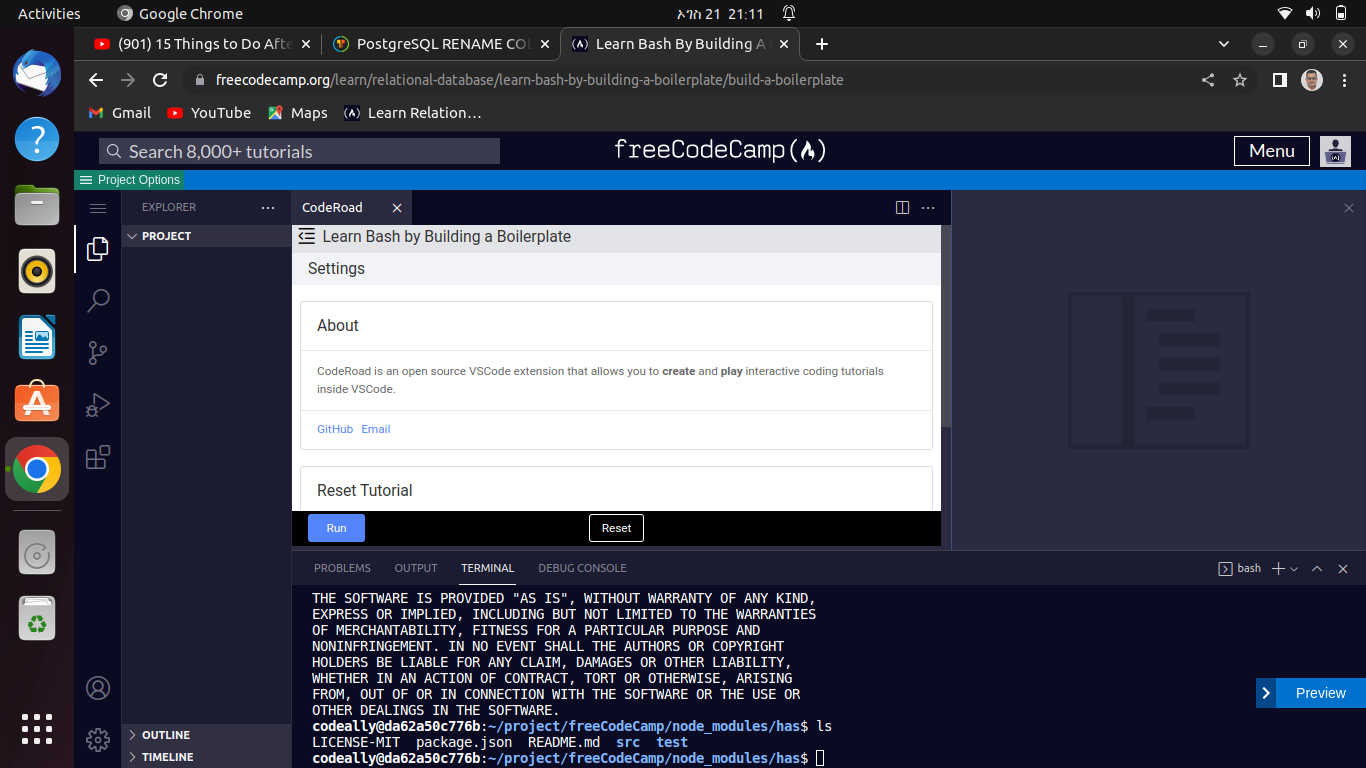 Activities
Google Chrome
ኦገስ 21 21:11
(901) 15 Things to Do Afte
PostgreSQL RENAME COL
Learn Bash By Building A
freecodecamp.org/learn/relational-database/learn-bash-by-building-a-boilerplate/build-a-boilerplate
Gmail
YouTube
Maps
Learn Relation…
Search 8,000+ tutorials
freeCodeCamp
Menu
Project Options
EXPLORER
PROJECT
OUTLINE
TIMELINE
CodeRoad
Learn Bash by Building a Boilerplate
Settings
About
CodeRoad is an open source VSCode extension that allows you to create and play interactive coding tutorials
inside VSCode.
GitHub Email
Reset Tutorial
Run
Reset
PROBLEMS OUTPUT TERMINAL DEBUG CONSOLE
bash
THE SOFTWARE IS PROVIDED "AS IS", WITHOUT WARRANTY OF ANY KIND,
EXPRESS OR IMPLIED, INCLUDING BUT NOT LIMITED TO THE WARRANTIES
OF MERCHANTABILITY, FITNESS FOR A PARTICULAR PURPOSE AND
NONINFRINGEMENT. IN NO EVENT SHALL THE AUTHORS OR COPYRIGHT
HOLDERS BE LIABLE FOR ANY CLAIM, DAMAGES OR OTHER LIABILITY,
WHETHER IN AN ACTION OF CONTRACT, TORT OR OTHERWISE, ARISING
FROM, OUT OF OR IN CONNECTION WITH THE SOFTWARE OR THE USE OR
OTHER DEALINGS IN THE SOFTWARE.
codeally@da62a50c776b:~/project/freeCodeCamp/node_modules/has$ ls
LICENSE-MIT package.json README.md src test
codeally@da62a50c776b:~/project/freeCodeCamp/node_modules/has$
Preview